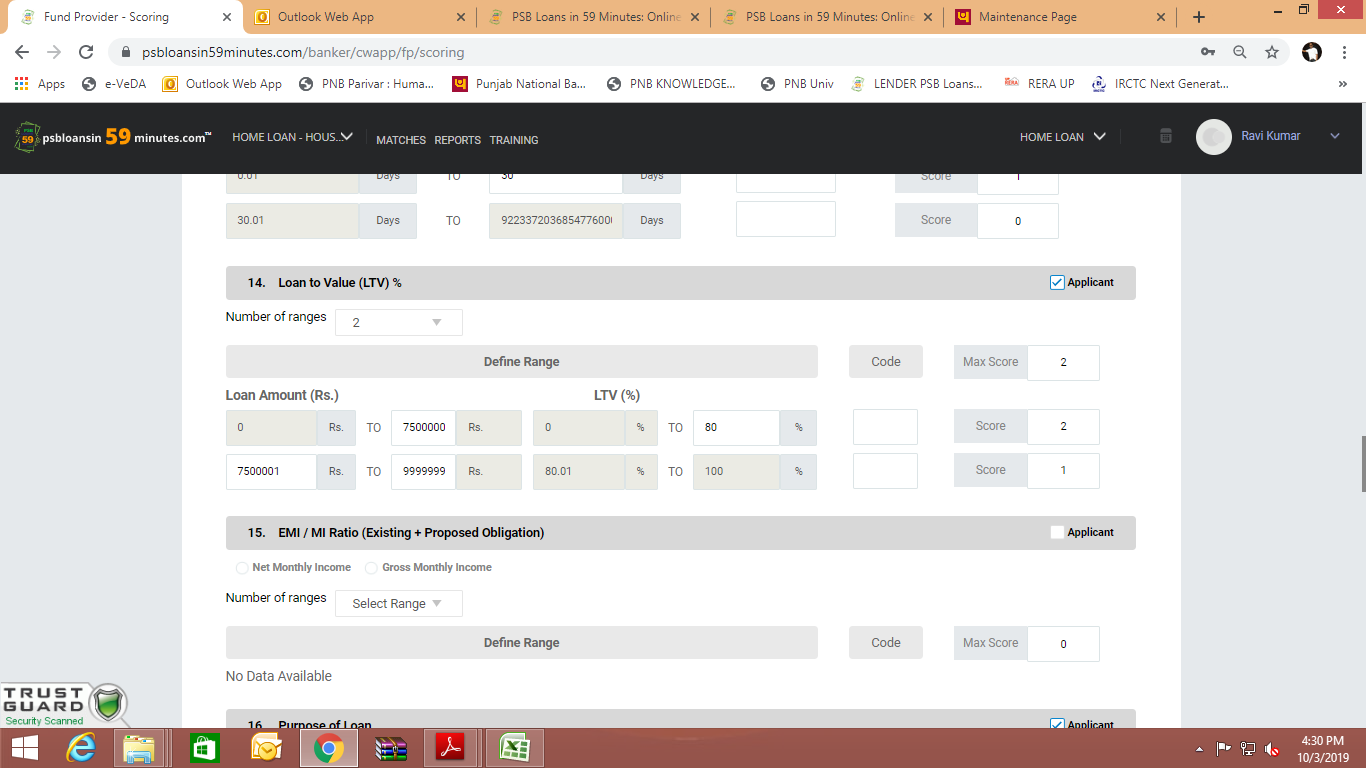 Fund Provider - Scoring
Outlook Web App
PSB Loans in 59 Minutes: Online
PSB Loans in 59 Minutes: Online
Maintenance Page
psbloansin59minutes.com/banker/cwapp/fp/scoring
Apps e-VeDA Outlook Web App PNB Parivar : Huma... Punjab National Ba... PNB KNOWLEDGE... PNB Univ LENDER PSB Loans... RERA UP IRCTC Next Generat... »
psbloansin 59 minutes.com™ HOME LOAN - HOUS... MATCHES REPORTS TRAINING HOME LOAN Ravi Kumar
0.01 Days TO 30 Days Score 1
30.01 Days TO 9223372036854776000 Days Score 0
14. Loan to Value (LTV) % Applicant
Number of ranges 2
Define Range Code Max Score 2
Loan Amount (Rs.) LTV (%)
0 Rs. TO 7500000 Rs. 0 % TO 80 % Score 2
7500001 Rs. TO 9999999 Rs. 80.01 % TO 100 % Score 1
15. EMI / MI Ratio (Existing + Proposed Obligation) Applicant
Net Monthly Income Gross Monthly Income
Number of ranges Select Range
Define Range Code Max Score 0
No Data Available
TRUST
GUARD
Security Scanned
16. Purpose of Loan Applicant
4:30 PM
10/3/2019